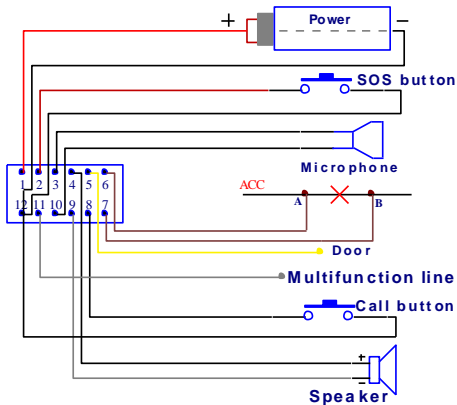 + Power −
SOS button
Microphone
1 2 3 4 5 6
12 11 10 9 8 7
ACC
A B
Door
Multifunction line
Call button
+
−
Speaker